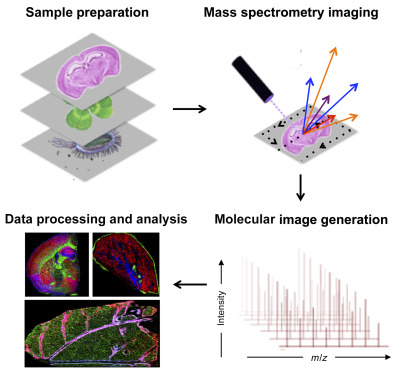 Sample preparation
Mass spectrometry imaging
Data processing and analysis
Molecular image generation
Intensity
m/z